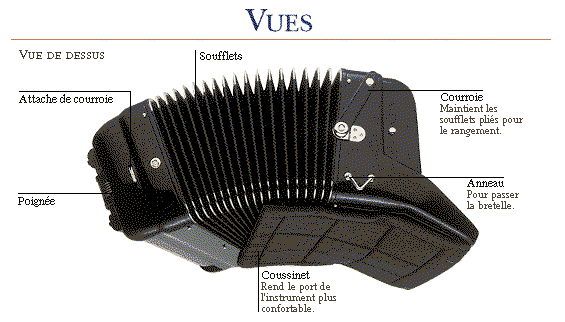 VUES
VUE DE DESSUS
Soufflets
Attache de courroie
Courroie
Maintient les
soufflets pliés pour
le rangement.
Anneau
Pour passer
la bretelle.
Poignée
Coussinet
Rend le port de
l'instrument plus
confortable.